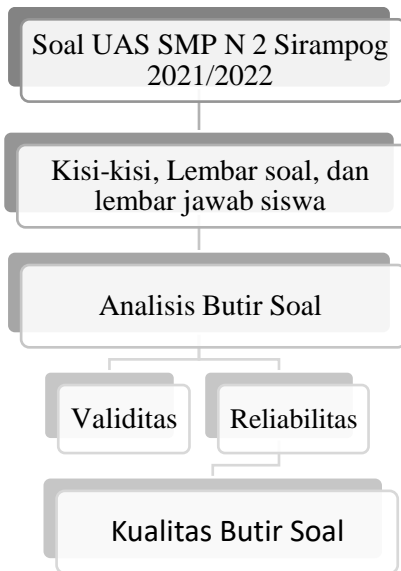 Soal UAS SMP N 2 Sirampog
2021/2022
Kisi-kisi, Lembar soal, dan
lembar jawab siswa
Analisis Butir Soal
Validitas
Reliabilitas
Kualitas Butir Soal